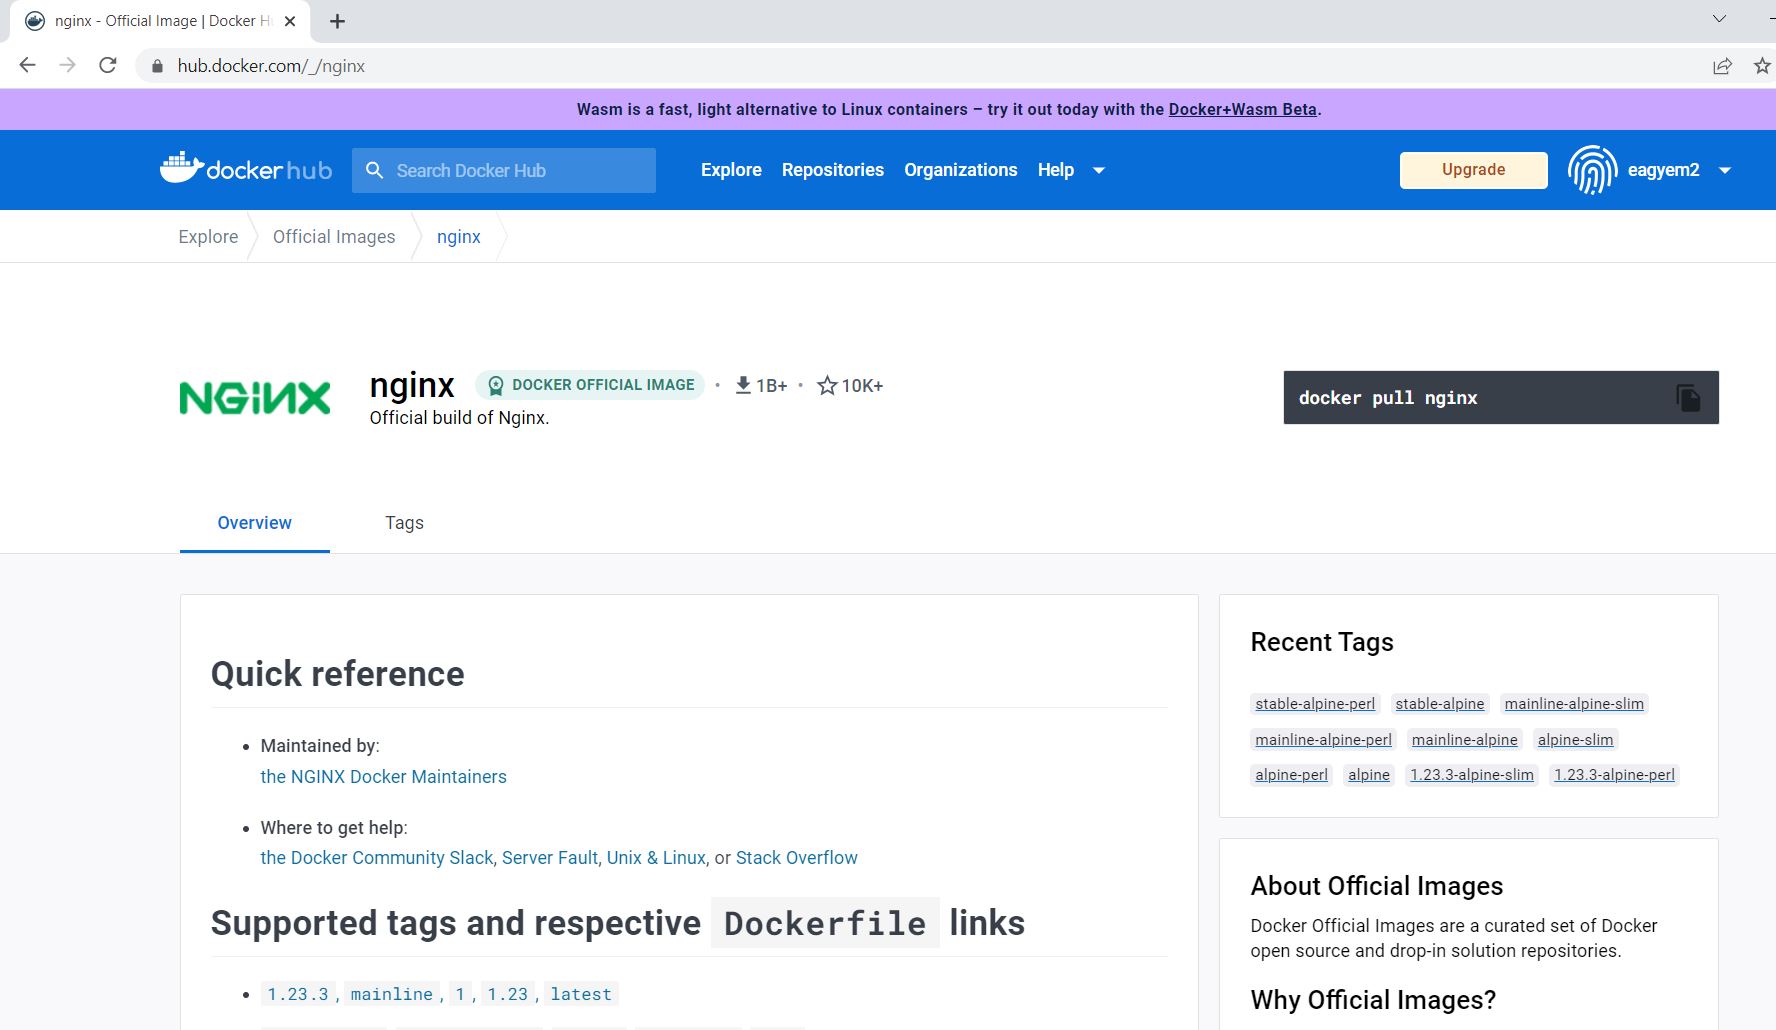 nginx - Official Image | Docker H
hub.docker.com/_/nginx
Wasm is a fast, light alternative to Linux containers – try it out today with the Docker+Wasm Beta.
docker hub Search Docker Hub Explore Repositories Organizations Help Upgrade eagyem2
Explore Official Images nginx
NGINX
nginx DOCKER OFFICIAL IMAGE • 1B+ • 10K+
Official build of Nginx.
docker pull nginx
Overview Tags
Quick reference
• Maintained by:
the NGINX Docker Maintainers
• Where to get help:
the Docker Community Slack, Server Fault, Unix & Linux, or Stack Overflow
Supported tags and respective Dockerfile links
• 1.23.3, mainline, 1, 1.23, latest
Recent Tags
stable-alpine-perl stable-alpine mainline-alpine-slim
mainline-alpine-perl mainline-alpine alpine-slim
alpine-perl alpine 1.23.3-alpine-slim 1.23.3-alpine-perl
About Official Images
Docker Official Images are a curated set of Docker
open source and drop-in solution repositories.
Why Official Images?